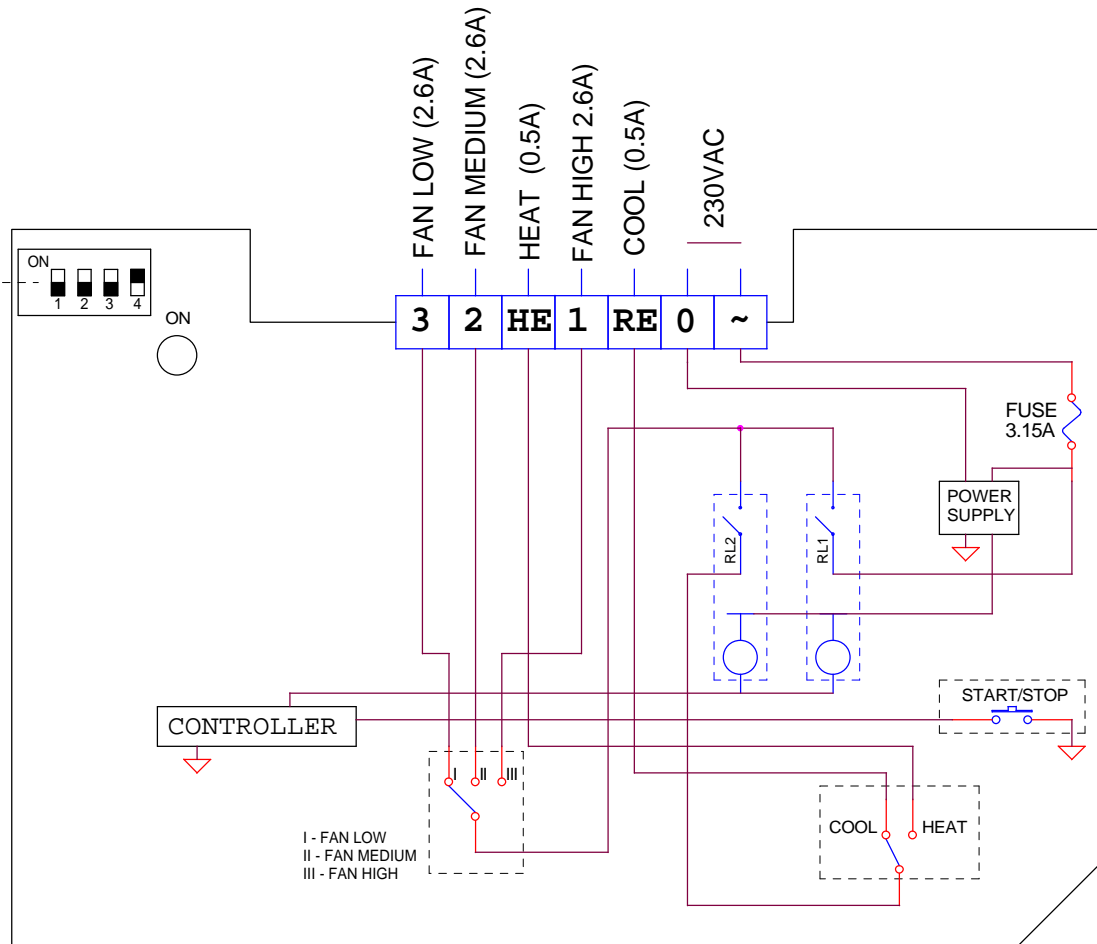 FAN LOW (2.6A)
FAN MEDIUM (2.6A)
HEAT (0.5A)
FAN HIGH 2.6A)
COOL (0.5A)
230VAC
ON
1 2 3 4
ON
3 2 HE 1 RE 0 ~
FUSE
3.15A
POWER
SUPPLY
RL2
RL1
START/STOP
CONTROLLER
I II III
I - FAN LOW
II - FAN MEDIUM
III - FAN HIGH
COOL HEAT